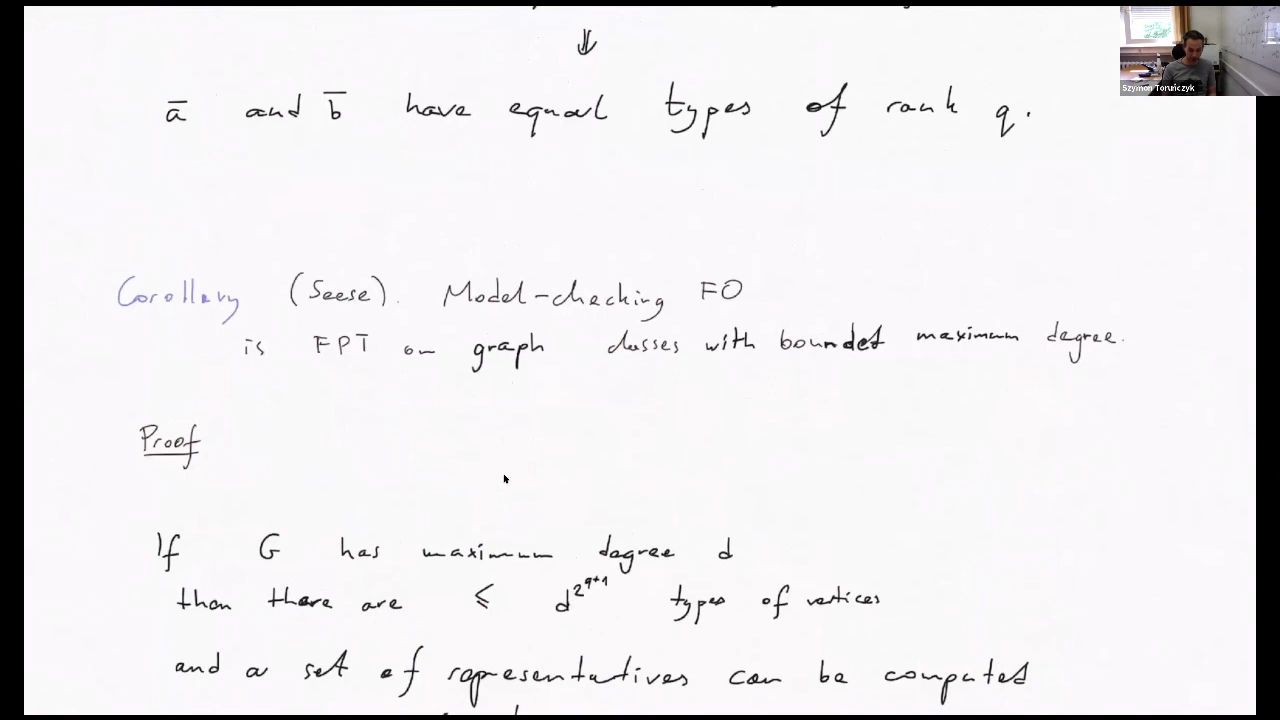 Szymon Toruńczyk
⇓
a̅ and b̅ have equal types of rank q.
Corollary (Seese). Model-checking FO
is FPT on graph classes with bounded maximum degree.
Proof
If G has maximum degree d
then there are ≤ d^{2^{q+1}} types of vertices
and a set of representatives can be computed